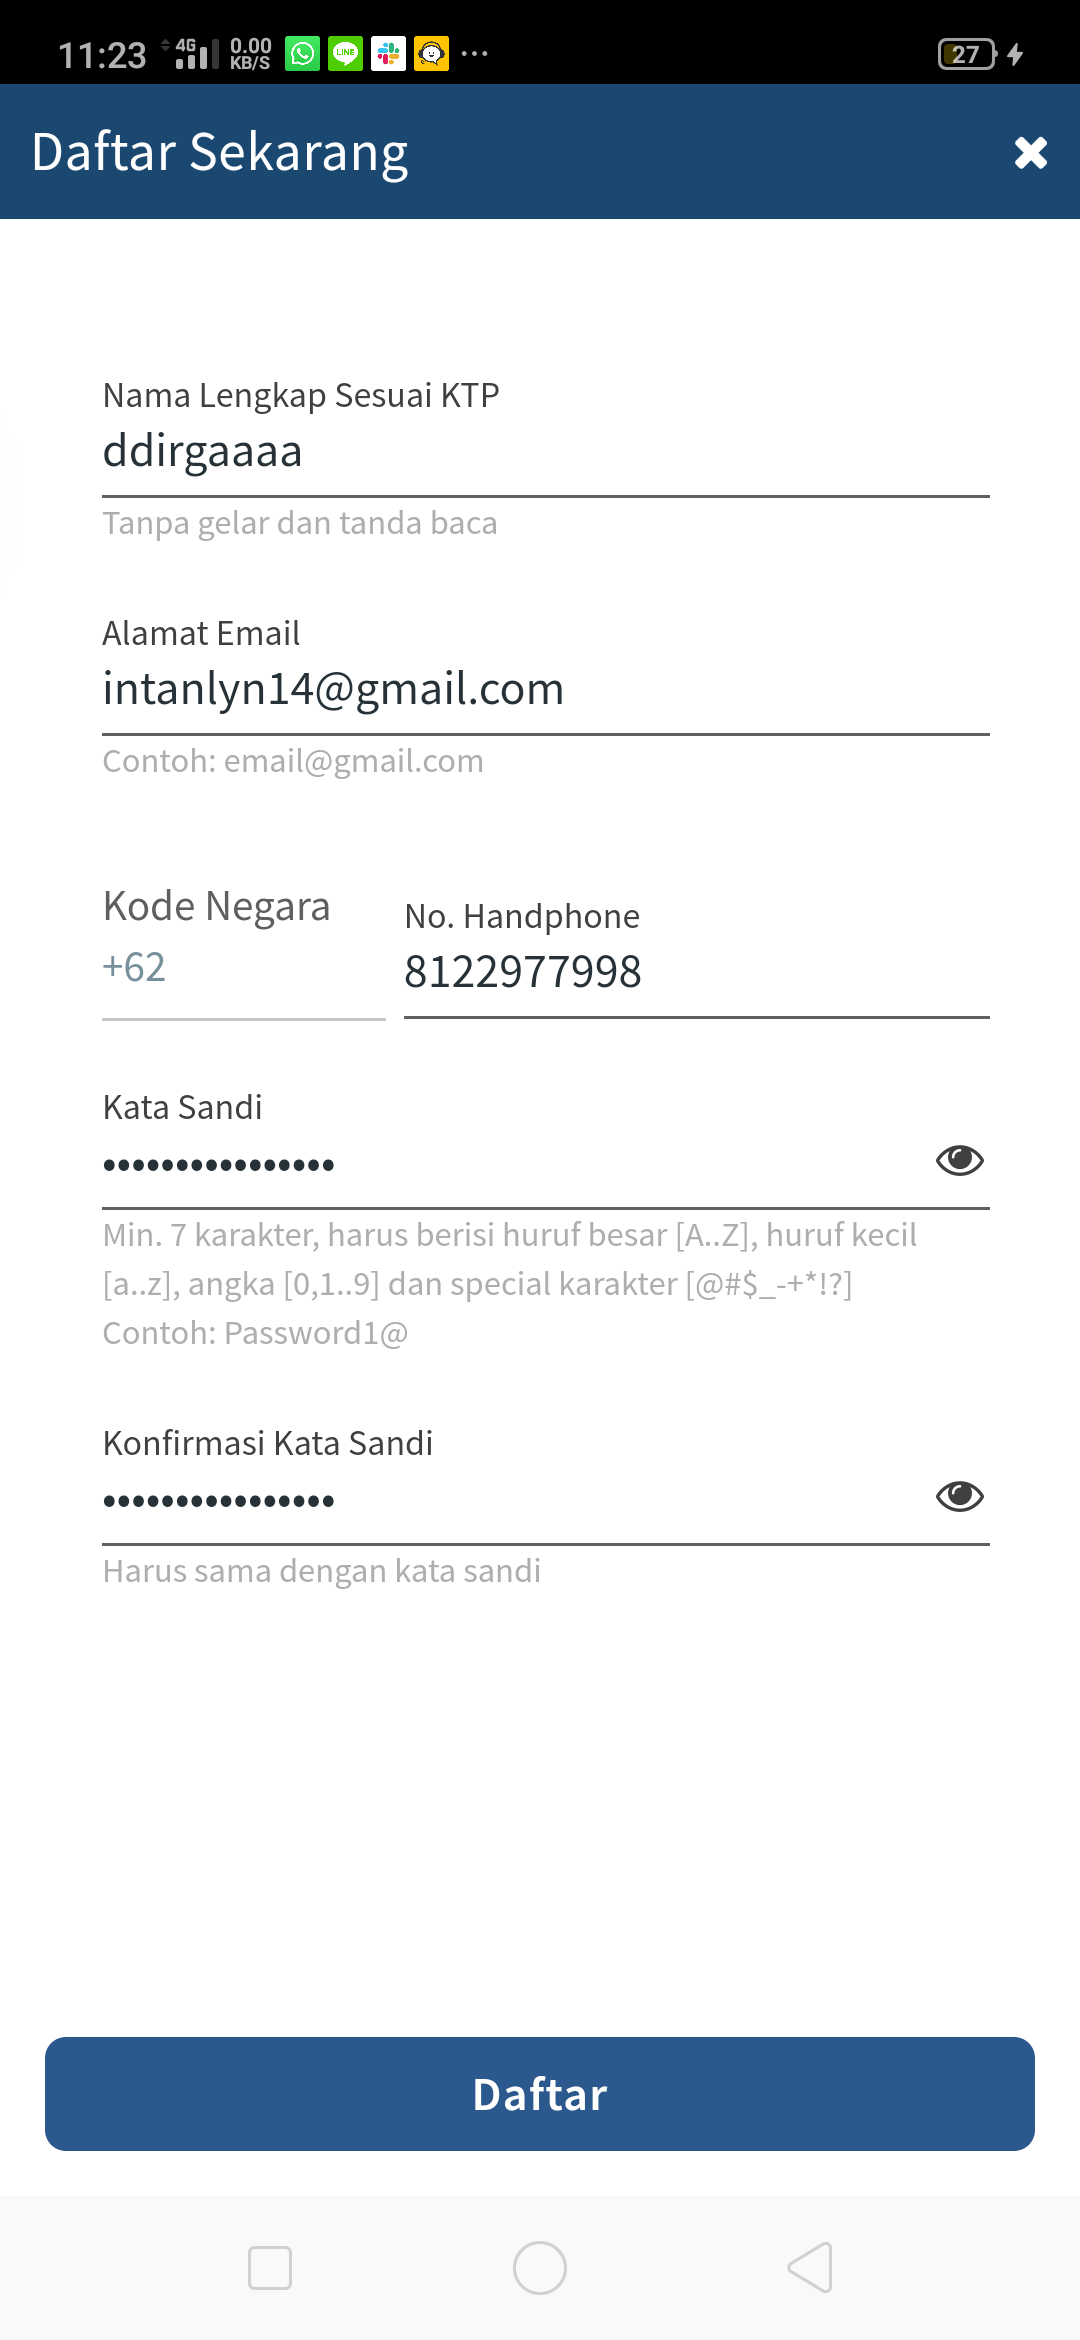 11:23 4G 0.00 KB/S LINE ... 27
Daftar Sekarang
Nama Lengkap Sesuai KTP
ddirgaaaa
Tanpa gelar dan tanda baca
Alamat Email
intanlyn14@gmail.com
Contoh: email@gmail.com
Kode Negara
+62
No. Handphone
8122977998
Kata Sandi
••••••••••••••••
Min. 7 karakter, harus berisi huruf besar [A..Z], huruf kecil
[a..z], angka [0,1..9] dan special karakter [@#$_-+*!?]
Contoh: Password1@
Konfirmasi Kata Sandi
••••••••••••••••
Harus sama dengan kata sandi
Daftar